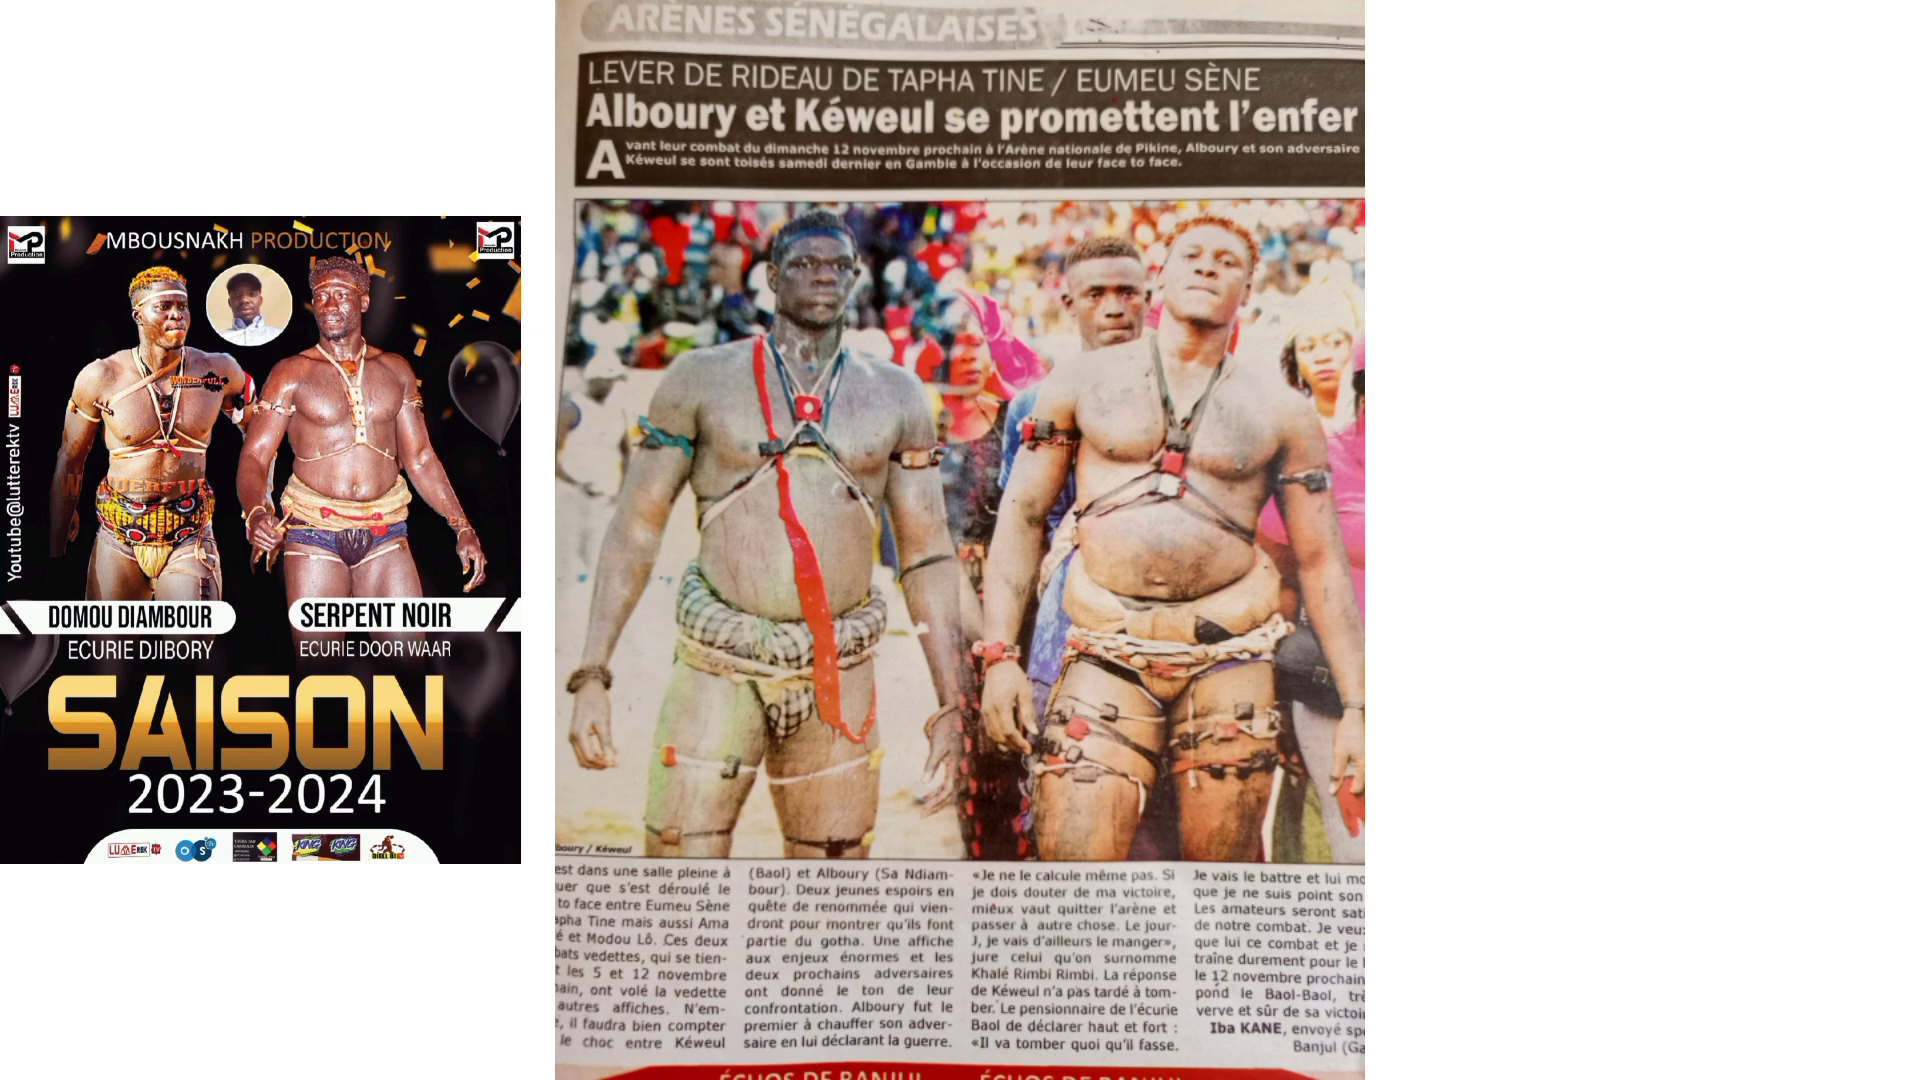 MBOUSNAKH PRODUCTION
MP
Production
Production
Youtube@lutterektv
LUTTE REK TV
WONDERFULL
DOMOU DIAMBOUR
ECURIE DJIBORY
SERPENT NOIR
ECURIE DOOR WAAR
SAISON
2023-2024
KING KING
ARÈNES SÉNÉGALAISES
LEVER DE RIDEAU DE TAPHA TINE / EUMEU SÈNE
Alboury et Kéweul se promettent l'enfer
Avant leur combat du dimanche 12 novembre prochain à l'Arène nationale de Pikine, Alboury et son adversaire
Kéweul se sont toisés samedi dernier en Gambie à l'occasion de leur face to face.
boury / Kéweul
est dans une salle pleine à
uer que s'est déroulé le
to face entre Eumeu Sène
apha Tine mais aussi Ama
é et Modou Lô. Ces deux
bats vedettes, qui se tien-
t les 5 et 12 novembre
hain, ont volé la vedette
autres affiches. N'em-
, il faudra bien compter
le choc entre Kéweul
(Baol) et Alboury (Sa Ndiam-
bour). Deux jeunes espoirs en
quête de renommée qui vien-
dront pour montrer qu'ils font
partie du gotha. Une affiche
aux enjeux énormes et les
deux prochains adversaires
ont donné le ton de leur
confrontation. Alboury fut le
premier à chauffer son adver-
saire en lui déclarant la guerre.
«Je ne le calcule même pas. Si
je dois douter de ma victoire,
mieux vaut quitter l'arène et
passer à autre chose. Le jour-
J, je vais d'ailleurs le manger»,
jure celui qu'on surnomme
Khalé Rimbi Rimbi. La réponse
de Kéweul n'a pas tardé à tom-
ber. Le pensionnaire de l'écurie
Baol de déclarer haut et fort :
«Il va tomber quoi qu'il fasse.
Je vais le battre et lui mo
que je ne suis point son
Les amateurs seront sati
de notre combat. Je veu
que lui ce combat et je
traîne durement pour le
le 12 novembre prochain
pond le Baol-Baol, trè
verve et sûr de sa victoi
Iba KANE, envoyé spé
Banjul (Ga
ÉCHOS DE BANJUL ÉCHOS DE BANJUL